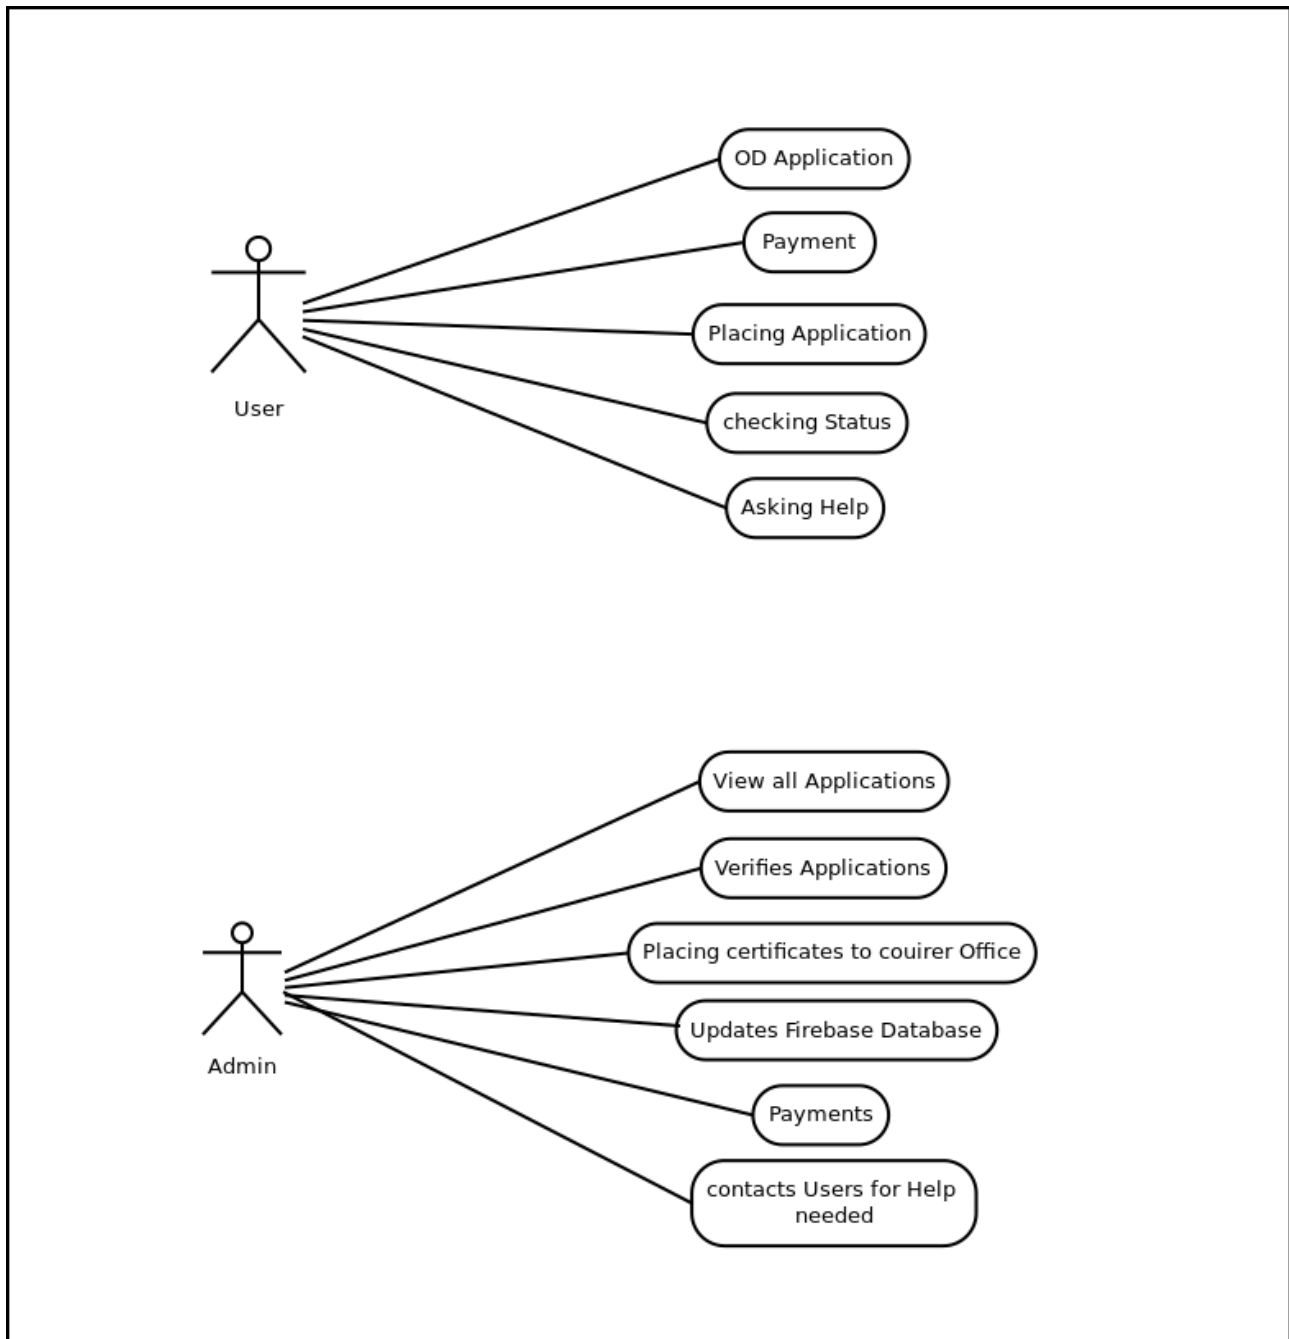 OD Application
Payment
Placing Application
checking Status
Asking Help
User
View all Applications
Verifies Applications
Placing certificates to couirer Office
Updates Firebase Database
Admin
Payments
contacts Users for Help
needed